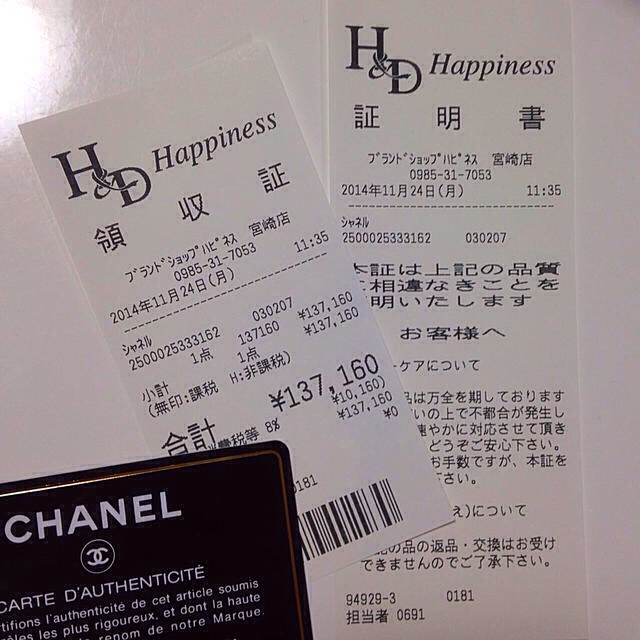 H&D Happiness
領収証
ブランドショップハピネス 宮崎店
0985-31-7053
2014年11月24日(月) 11:35
シャネル
2500025333162 030207
1点 137160 ¥137,160
小計 1点 ¥137,160
(無印:課税 H:非課税)
合計 ¥137,160
費税等 8% ¥10,160)
¥137,160
¥0
0181
H&D Happiness
証明書
ブランドショップハピネス 宮崎店
0985-31-7053
2014年11月24日(月) 11:35
シャネル
2500025333162 030207
本証は上記の品質
に相違なきことを
明いたします
お客様へ
ーケアについて
品は万全を期しております
いの上で不都合が発生し
速やかに対応させて頂き
どうぞご安心下さい。
お手数ですが、本証を
さい。
え)について
の品の返品・交換はお受け
できませんのでご了承下さい。
94929-3 0181
担当者 0691
CHANEL
CARTE D'AUTHENTICITÉ
rtifions l'authenticité de cet article soumis
ôles les plus rigoureux, et dont la haute
renom de notre Marque.